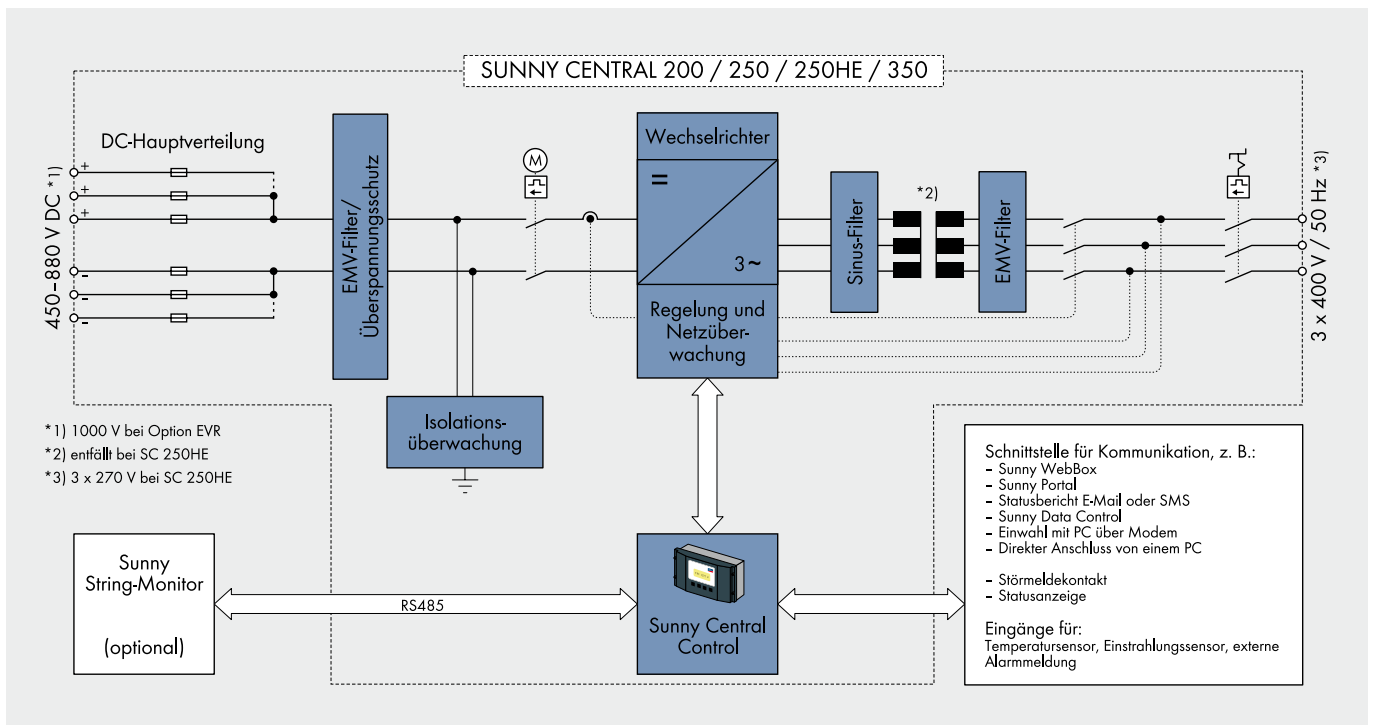 SUNNY CENTRAL 200 / 250 / 250HE / 350
DC-Hauptverteilung
450–880 V DC *1)
+
+
+
-
-
-
EMV-Filter/
Überspannungsschutz
M
Wechselrichter
=
3~
Regelung und
Netzüber-
wachung
Sinus-Filter
*2)
EMV-Filter
3 x 400 V / 50 Hz *3)
Isolations-
überwachung
*1) 1000 V bei Option EVR
*2) entfällt bei SC 250HE
*3) 3 x 270 V bei SC 250HE
Sunny
String-Monitor
(optional)
RS485
Sunny Central
Control
Schnittstelle für Kommunikation, z. B.:
– Sunny WebBox
– Sunny Portal
– Statusbericht E-Mail oder SMS
– Sunny Data Control
– Einwahl mit PC über Modem
– Direkter Anschluss von einem PC
– Störmeldekontakt
– Statusanzeige
Eingänge für:
Temperatursensor, Einstrahlungssensor, externe
Alarmmeldung